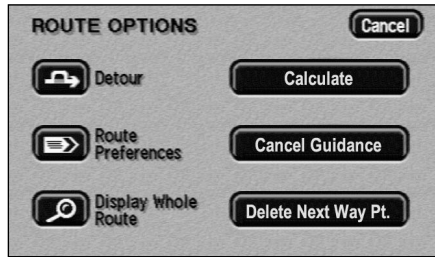 ROUTE OPTIONS
Cancel
Detour
Calculate
Route
Preferences
Cancel Guidance
Display Whole
Route
Delete Next Way Pt.